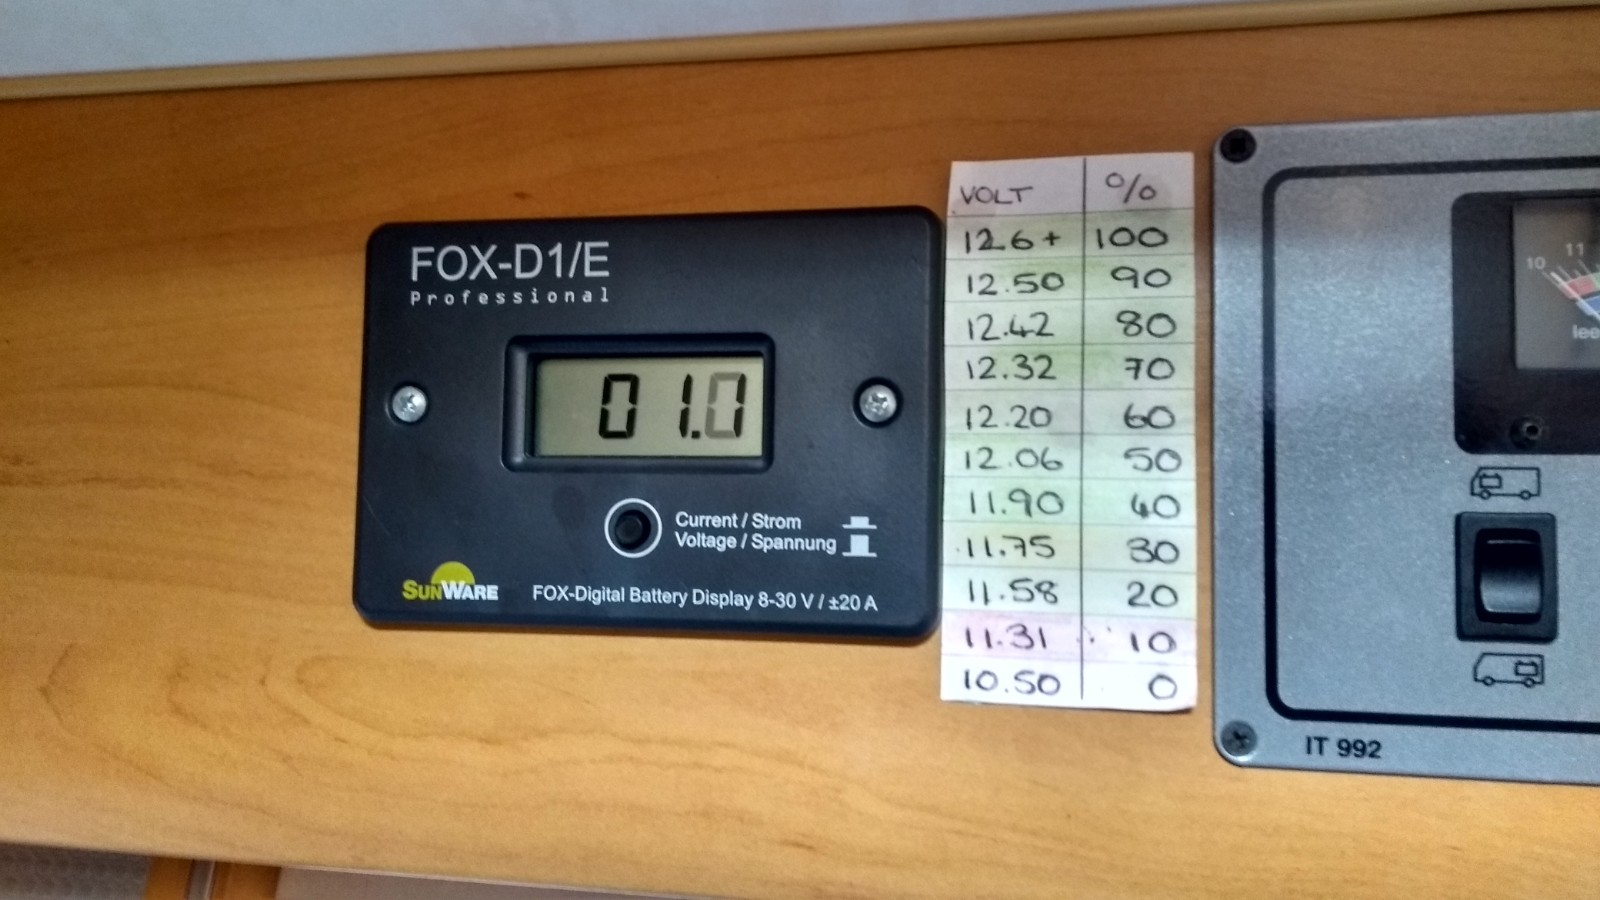 FOX-D1/E
Professional
01.1
Current / Strom
Voltage / Spannung
SUNWARE
FOX-Digital Battery Display 8-30 V / ±20 A
VOLT %
12.6+ 100
12.50 90
12.42 80
12.32 70
12.20 60
12.06 50
11.90 40
11.75 30
11.58 20
11.31 10
10.50 0
10 11
IT 992